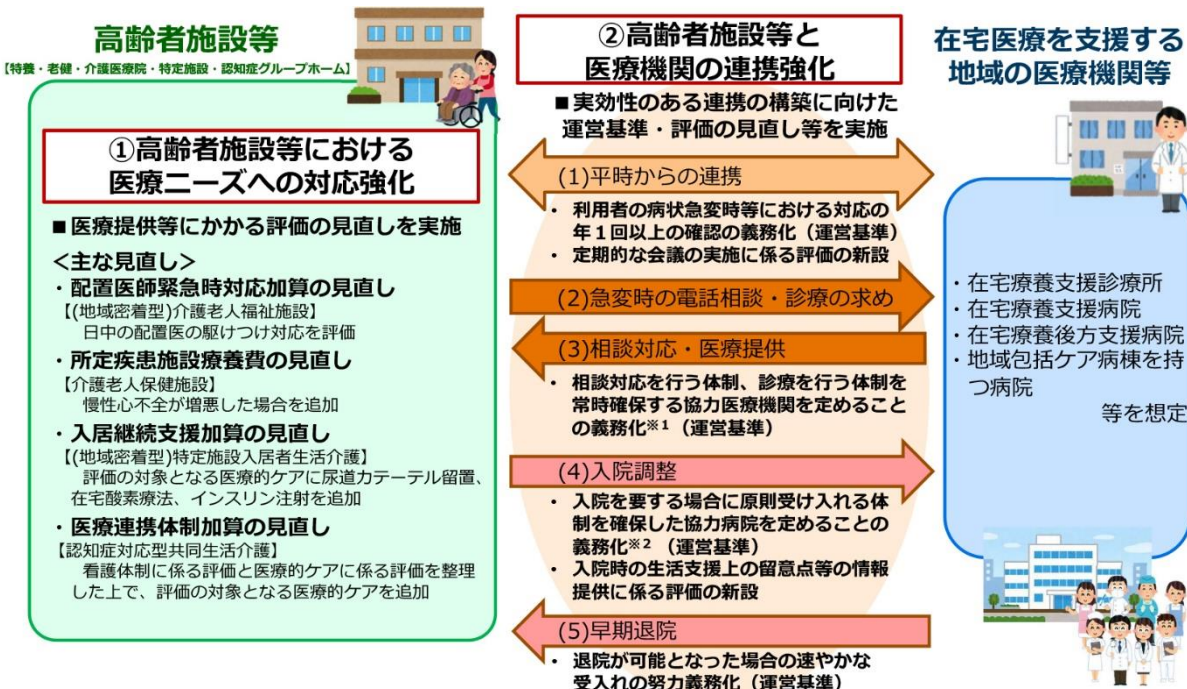 高齢者施設等
【特養・老健・介護医療院・特定施設・認知症グループホーム】
①高齢者施設等における
医療ニーズへの対応強化
■医療提供等にかかる評価の見直しを実施
<主な見直し>
・配置医師緊急時対応加算の見直し
【(地域密着型)介護老人福祉施設】
日中の配置医の駆けつけ対応を評価
・所定疾患施設療養費の見直し
【介護老人保健施設】
慢性心不全が増悪した場合を追加
・入居継続支援加算の見直し
【(地域密着型)特定施設入居者生活介護】
評価の対象となる医療的ケアに尿道カテーテル留置、
在宅酸素療法、インスリン注射を追加
・医療連携体制加算の見直し
【認知症対応型共同生活介護】
看護体制に係る評価と医療的ケアに係る評価を整理
した上で、評価の対象となる医療的ケアを追加
②高齢者施設等と
医療機関の連携強化
■実効性のある連携の構築に向けた
運営基準・評価の見直し等を実施
(1)平時からの連携
・ 利用者の病状急変時等における対応の
年１回以上の確認の義務化（運営基準）
・ 定期的な会議の実施に係る評価の新設
(2)急変時の電話相談・診療の求め
(3)相談対応・医療提供
・ 相談対応を行う体制、診療を行う体制を
常時確保する協力医療機関を定めること
の義務化※1（運営基準）
(4)入院調整
・ 入院を要する場合に原則受け入れる体
制を確保した協力病院を定めることの
義務化※2（運営基準）
・ 入院時の生活支援上の留意点等の情報
提供に係る評価の新設
(5)早期退院
・ 退院が可能となった場合の速やかな
受入れの努力義務化（運営基準）
在宅医療を支援する
地域の医療機関等
・在宅療養支援診療所
・在宅療養支援病院
・在宅療養後方支援病院
・地域包括ケア病棟を持
つ病院
等を想定